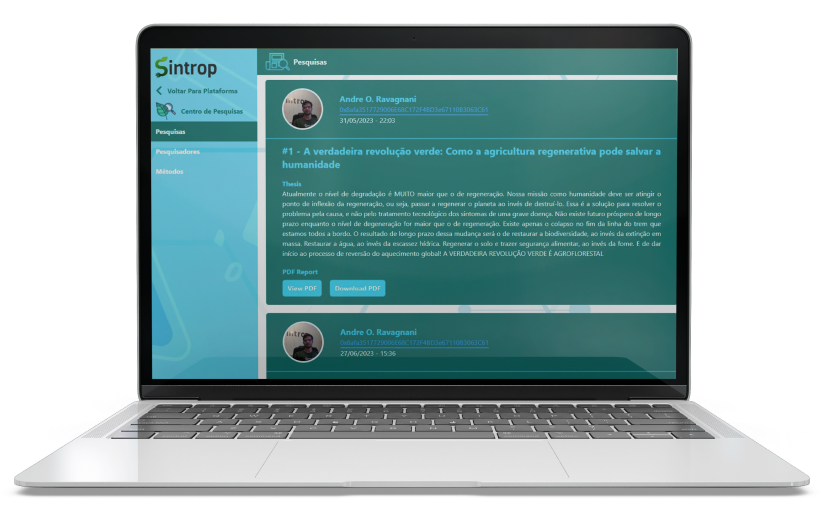 Sintrop
Voltar Para Plataforma
Centro de Pesquisas
Pesquisas
Pesquisadores
Métodos
Pesquisas
Andre O. Ravagnani
31/05/2023 - 22:03
#1 - A verdadeira revolução verde: Como a agricultura regenerativa pode salvar a
humanidade
Thesis
Atualmente o nível de degradação é MUITO maior que o de regeneração. Nossa missão como humanidade deve ser atingir o
ponto de inflexão da regeneração, ou seja, passar a regenerar o planeta ao invés de destruí-lo. Essa é a solução para resolver o
problema pela causa, e não pelo tratamento tecnológico dos sintomas de uma grave doença. Não existe futuro próspero de longo
prazo enquanto o nível de degeneração for maior que o de regeneração. Existe apenas o colapso no fim da linha do trem que
estamos todos a bordo. O resultado de longo prazo dessa mudança será o de restaurar a biodiversidade, ao invés da extinção em
massa. Restaurar a água, ao invés da escassez hídrica. Regenerar o solo e trazer segurança alimentar, ao invés da fome. E de dar
início ao processo de reversão do aquecimento global! A VERDADEIRA REVOLUÇÃO VERDE É AGROFLORESTAL
PDF Report
View PDF
Download PDF
Andre O. Ravagnani
27/06/2023 - 15:36